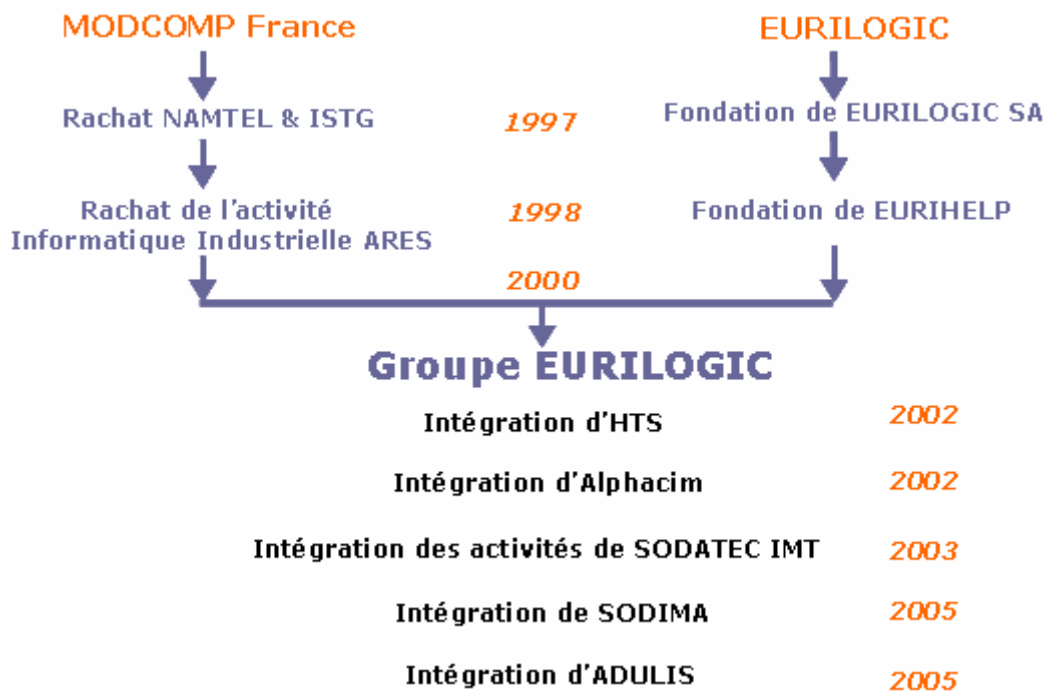 MODCOMP France
EURILOGIC
Rachat NAMTEL & ISTG
1997
Fondation de EURILOGIC SA
Rachat de l'activité
Informatique Industrielle ARES
1998
Fondation de EURIHELP
2000
Groupe EURILOGIC
Intégration d'HTS
2002
Intégration d'Alphacim
2002
Intégration des activités de SODATEC IMT
2003
Intégration de SODIMA
2005
Intégration d'ADULIS
2005